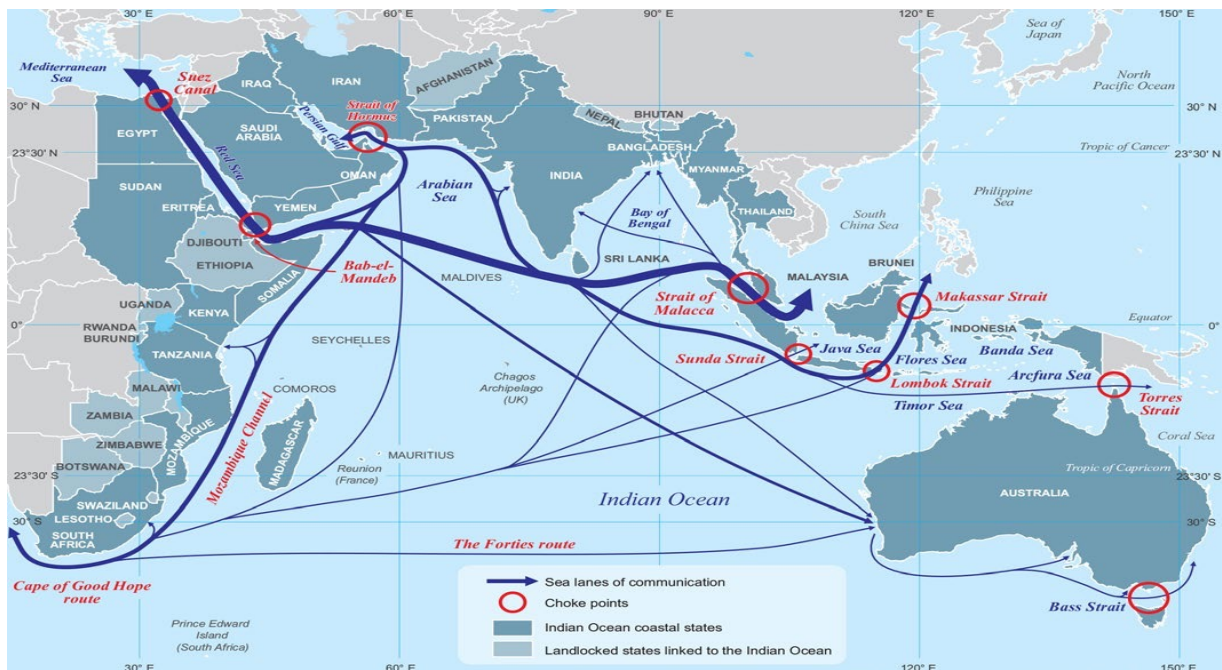 30° E
60° E
90° E
120° E
150° E
Sea of
Japan
Mediterranean
Sea
Suez
Canal
IRAQ
IRAN
AFGHANISTAN
North
Pacific Ocean
30° N
30° N
Strait of
Hormuz
Persian Gulf
EGYPT
SAUDI
ARABIA
PAKISTAN
NEPAL
BHUTAN
BANGLADESH
23°30' N
23°30' N
Tropic of Cancer
Red Sea
OMAN
INDIA
MYANMAR
SUDAN
Arabian
Sea
Philippine
Sea
ERITREA
YEMEN
THAILAND
Bay of
Bengal
South
China Sea
DJIBOUTI
ETHIOPIA
SRI LANKA
BRUNEI
Bab-el-
Mandeb
MALDIVES
MALAYSIA
SOMALIA
UGANDA
KENYA
Strait of
Malacca
Makassar Strait
0°
0°
Equator
RWANDA
BURUNDI
SEYCHELLES
INDONESIA
TANZANIA
Sunda Strait
Java Sea
Flores Sea
Banda Sea
COMOROS
Chagos
Archipelago
(UK)
Lombok Strait
Arcfura Sea
MALAWI
Torres
Strait
Timor Sea
ZAMBIA
Mozambique Channel
MOZAMBIQUE
MADAGASCAR
ZIMBABWE
Coral Sea
MAURITIUS
BOTSWANA
Reunion
(France)
23°30' S
23°30' S
Tropic of Capricorn
AUSTRALIA
SWAZILAND
Indian Ocean
LESOTHO
30° S
30° S
SOUTH
AFRICA
The Forties route
Cape of Good Hope
route
Sea lanes of communication
Choke points
Indian Ocean coastal states
Landlocked states linked to the Indian Ocean
Bass Strait
Prince Edward
Island
(South Africa)
30° E
60° E
90° E
120° E
150° E